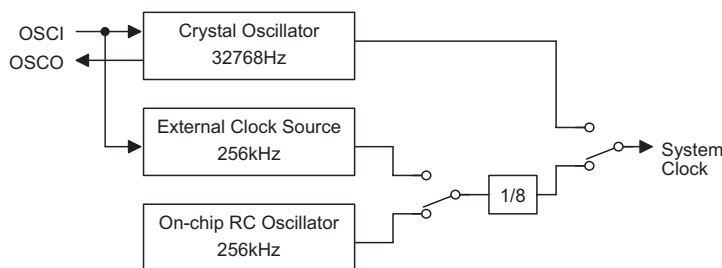 OSCI
OSCO
Crystal Oscillator
32768Hz
External Clock Source
256kHz
On-chip RC Oscillator
256kHz
1/8
System
Clock